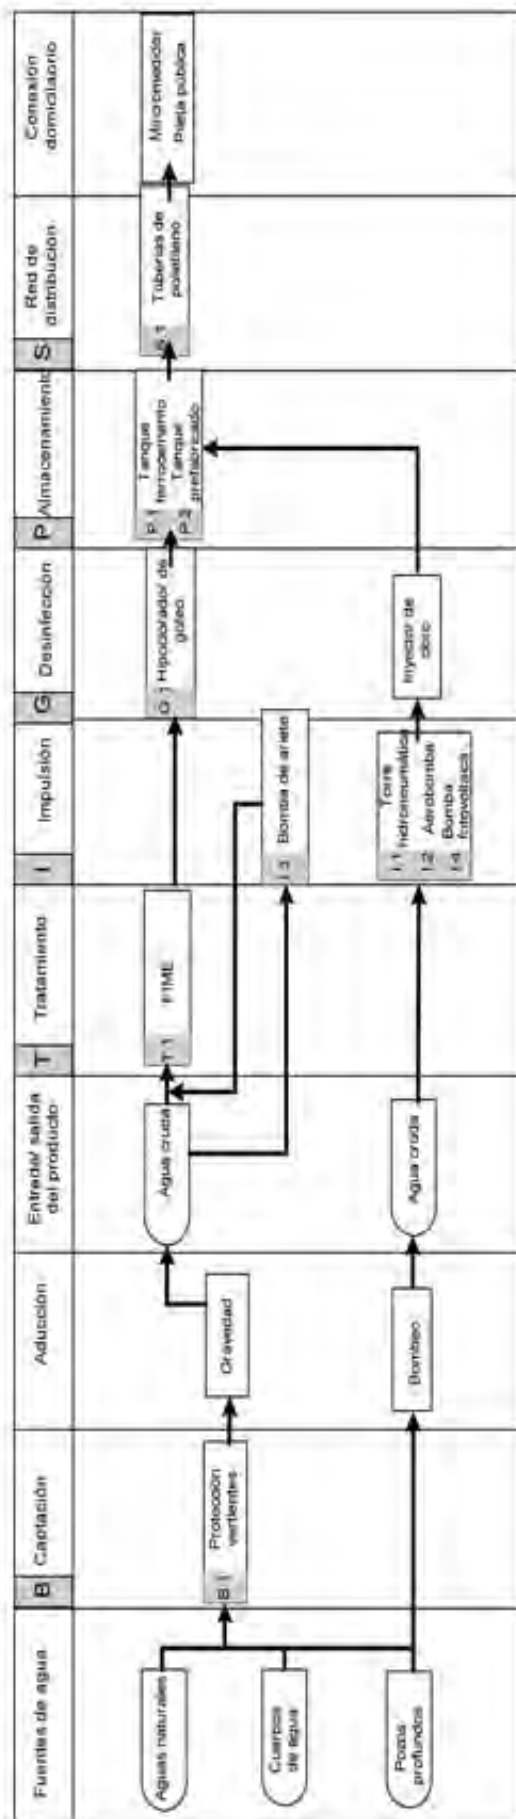 Fuentes de agua
B Captación
Aducción
Entrada/ salida
del producto
T Tratamiento
I Impulsión
G Desinfección
P Almacenamiento
S Red de
distribución
Conexión
domiciliario
Aguas naturales
Cuerpos
de agua
Pozos
profundos
B 1 Protección
vertientes
Gravedad
Bombeo
Agua cruda
Agua cruda
T 1 FIME
I 3 Bomba de ariete
I.1 Torre
hidroneumática
I.2 Aerobomba
I.4 Bomba
fotovoltaica
G 1 Hipoclorador de
goteo
Inyector de
cloro
P 1 Tanque
ferrocemento
P 2 Tanque
prefabricado
S 1 Tuberías de
polietileno
Micromedidor
Pileta pública